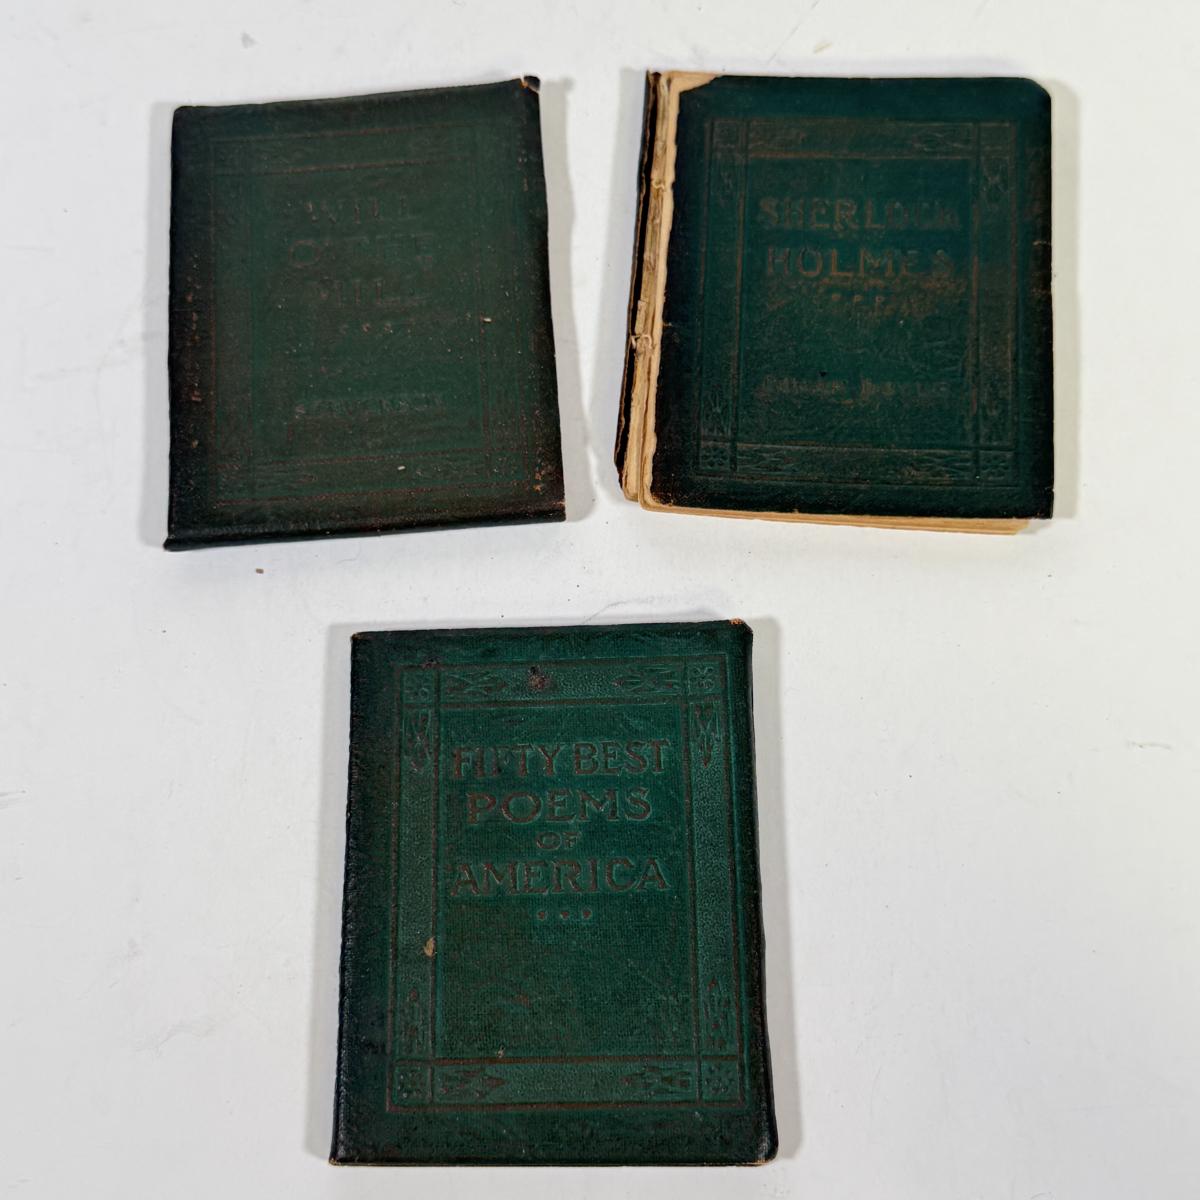 WILL
O' THE
MILL
STEVENSON
SHERLOCK
HOLMES
CONAN DOYLE
FIFTY BEST
POEMS
OF
AMERICA